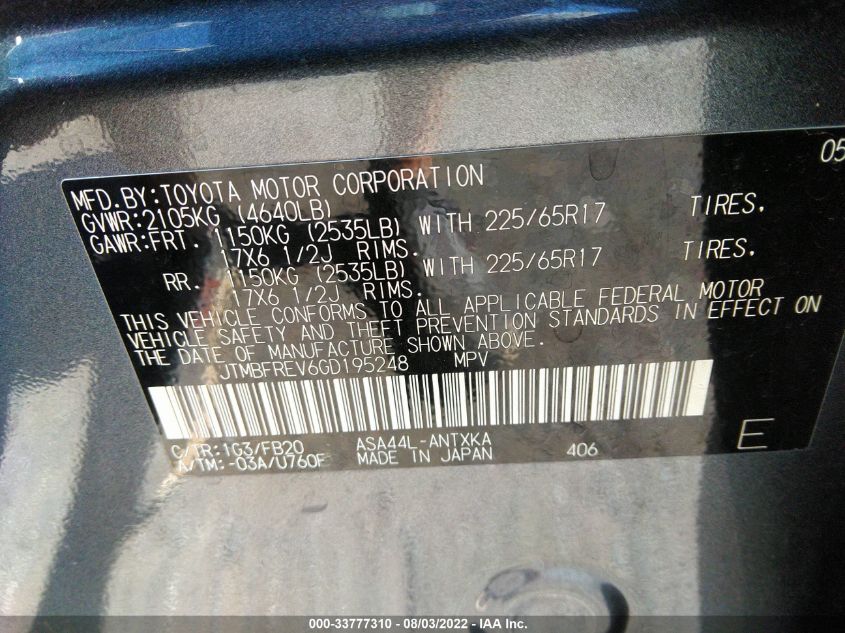 05
MFD.BY:TOYOTA MOTOR CORPORATION
GVWR:2105KG (4640LB)
GAWR:FRT. 1150KG (2535LB) WITH 225/65R17 TIRES,
17X6 1/2J RIMS.
RR. 1150KG (2535LB) WITH 225/65R17 TIRES,
17X6 1/2J RIMS.
THIS VEHICLE CONFORMS TO ALL APPLICABLE FEDERAL MOTOR
VEHICLE SAFETY AND THEFT PREVENTION STANDARDS IN EFFECT ON
THE DATE OF MANUFACTURE SHOWN ABOVE.
JTMBFREV6GD195248 MPV
C/TR:1G3/FB20 ASA44L-ANTXKA
A/TM:-03A/U760F MADE IN JAPAN 406 E
000-33777310 - 08/03/2022 - IAA Inc.